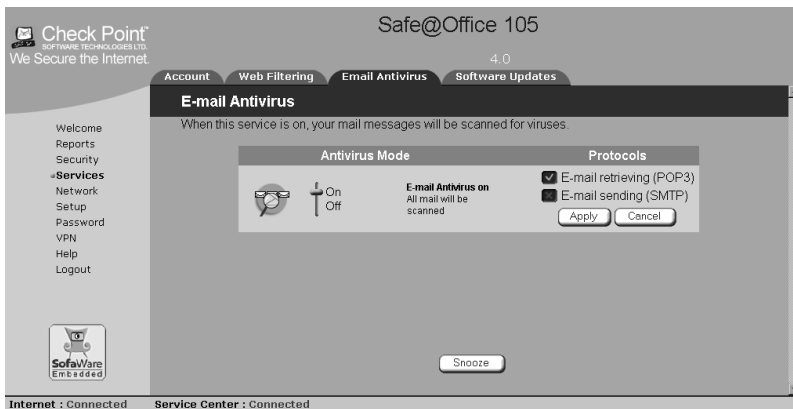 Check Point™
SOFTWARE TECHNOLOGIES LTD.
We Secure the Internet.
Safe@Office 105
4.0
Account
Web Filtering
Email Antivirus
Software Updates
E-mail Antivirus
When this service is on, your mail messages will be scanned for viruses.
Welcome
Reports
Security
Services
Network
Setup
Password
VPN
Help
Logout
Antivirus Mode
Protocols
On
Off
E-mail Antivirus on
All mail will be
scanned
E-mail retrieving (POP3)
E-mail sending (SMTP)
Apply
Cancel
Snooze
SofaWare
Embedded
Internet : Connected
Service Center : Connected